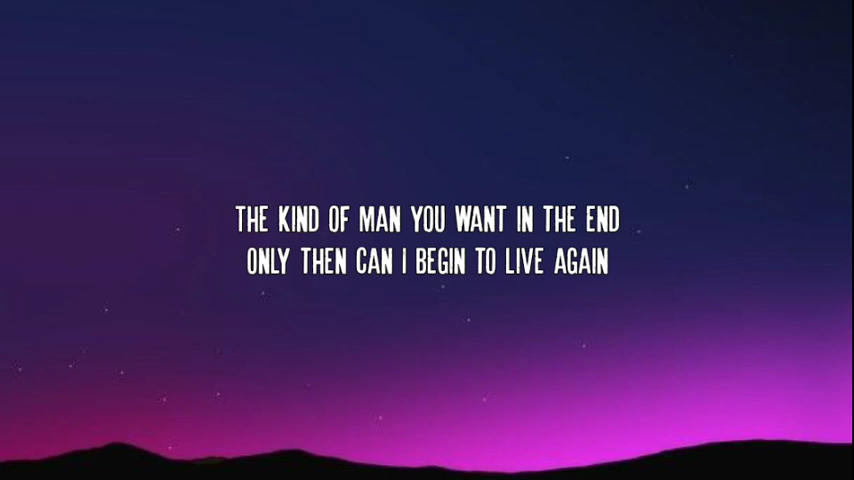 THE KIND OF MAN YOU WANT IN THE END
ONLY THEN CAN I BEGIN TO LIVE AGAIN